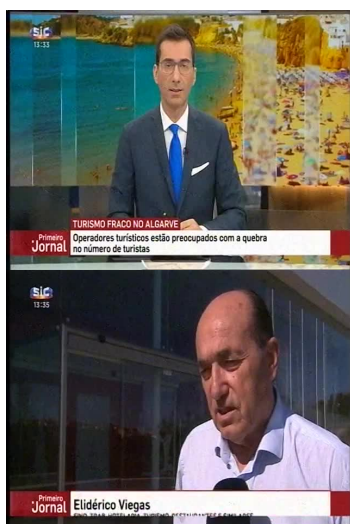 SIC
13:33
TURISMO FRACO NO ALGARVE
Primeiro
Jornal
Operadores turísticos estão preocupados com a quebra
no número de turistas
SIC
13:35
Primeiro
Jornal
Elidérico Viegas